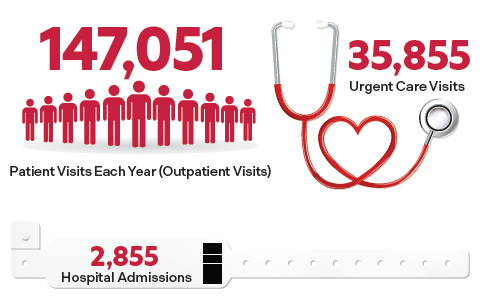 147,051
Patient Visits Each Year (Outpatient Visits)
35,855
Urgent Care Visits
2,855
Hospital Admissions